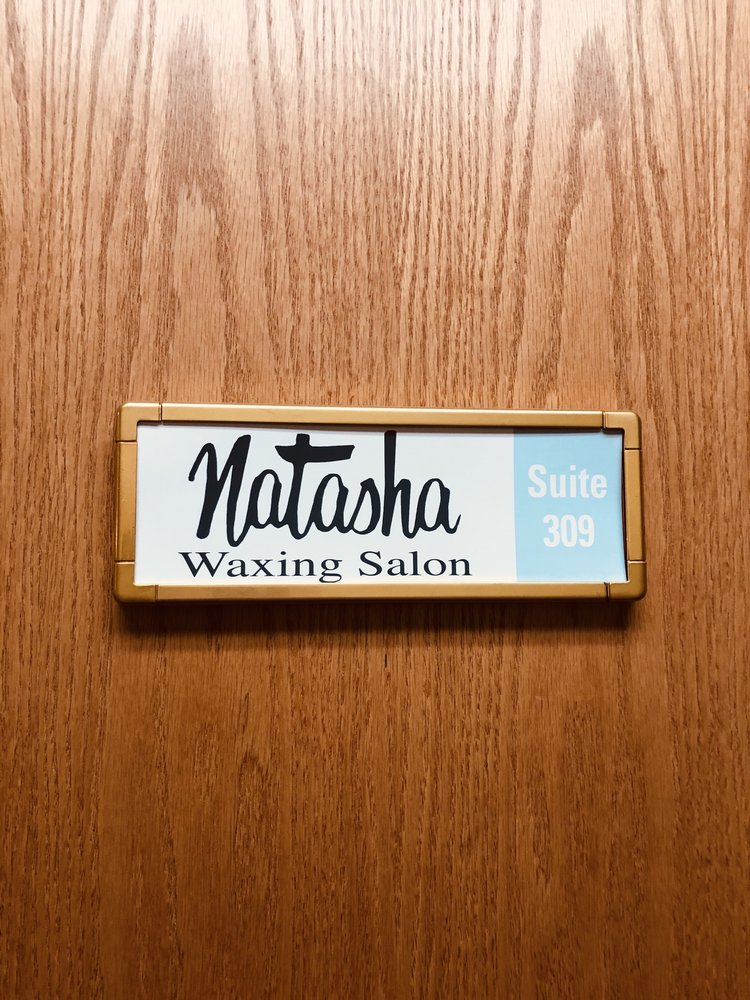 Natasha
Waxing Salon
Suite
309